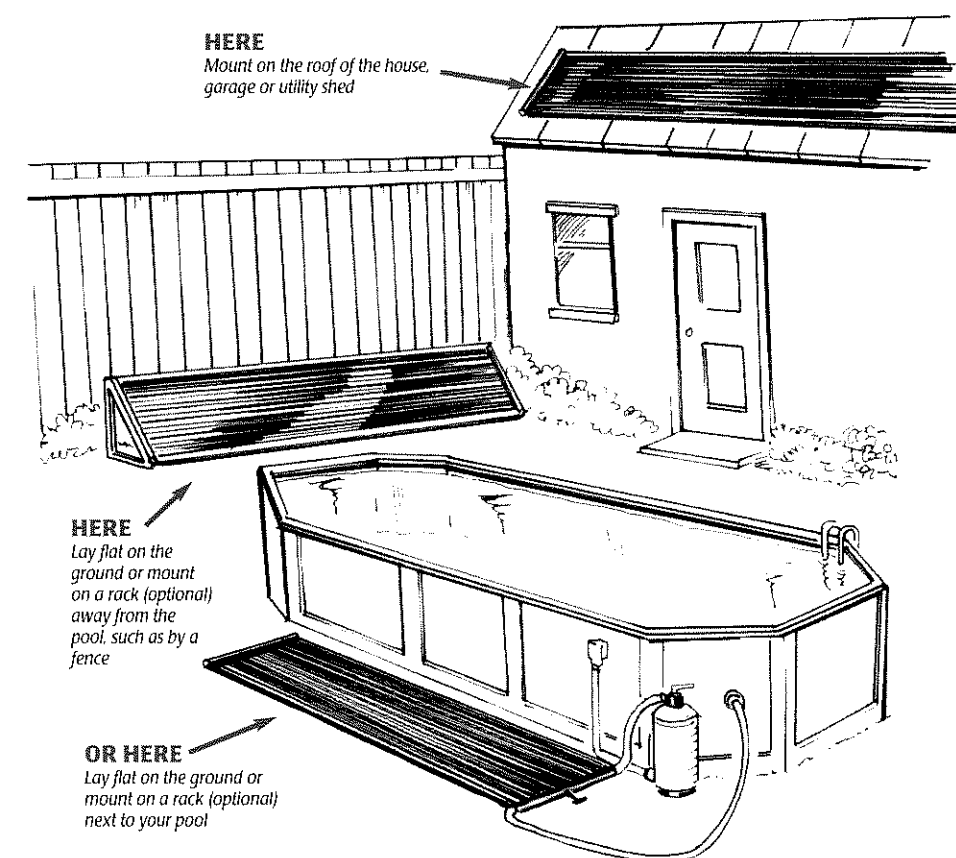 HERE
Mount on the roof of the house,
garage or utility shed
HERE
Lay flat on the
ground or mount
on a rack (optional)
away from the
pool, such as by a
fence
OR HERE
Lay flat on the ground or
mount on a rack (optional)
next to your pool